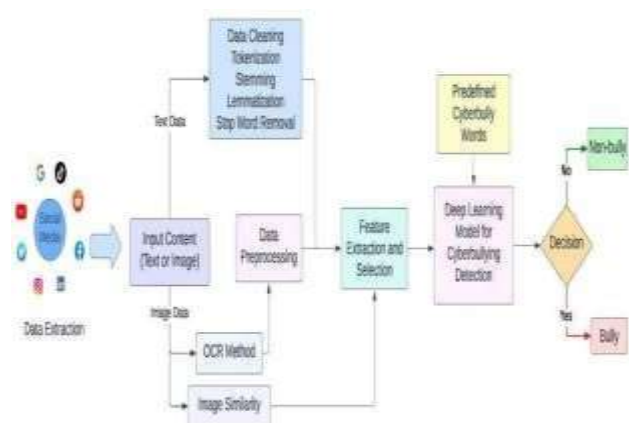 Data Cleaning
Tokenization
Stemming
Lemmatization
Stop Word Removal
Predefined
Cyberbully
Words
Text Data
Non-bully
No
Social
Media
Input Content
(Text or Image)
Data
Preprocessing
Feature
Extraction and
Selection
Deep Learning
Model for
Cyberbullying
Detection
Decision
Data Extraction
Image Data
OCR Method
Yes
Bully
Image Similarity